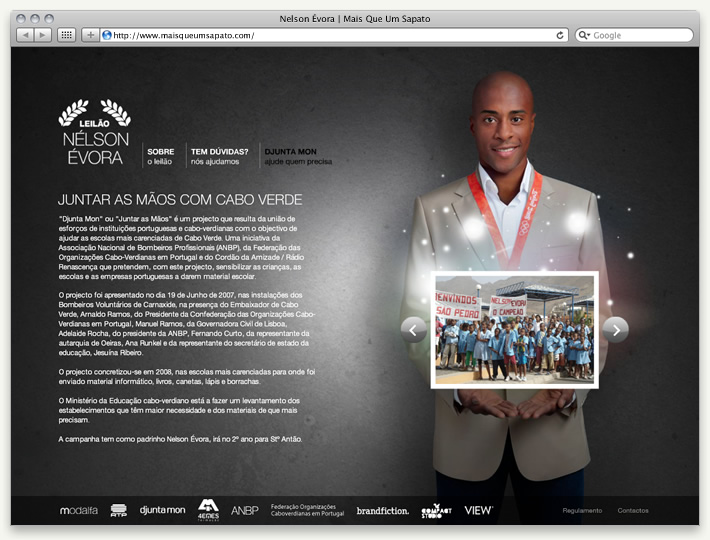 Nelson Évora | Mais Que Um Sapato
http://www.maisqueumsapato.com/
Google
LEILÃO
NÉLSON
ÉVORA
SOBRE
o leilão
TEM DÚVIDAS?
nós ajudamos
DJUNTA MON
ajude quem precisa
JUNTAR AS MÃOS COM CABO VERDE
"Djunta Mon" ou "Juntar as Mãos" é um projecto que resulta da união de
esforços de instituições portuguesas e cabo-verdianas com o objectivo de
ajudar as escolas mais carenciadas de Cabo Verde. Uma iniciativa da
Associação Nacional de Bombeiros Profissionais (ANBP), da Federação das
Organizações Cabo-Verdianas em Portugal e do Cordão da Amizade / Rádio
Renascença que pretendem, com este projecto, sensibilizar as crianças, as
escolas e as empresas portuguesas a darem material escolar.
O projecto foi apresentado no dia 19 de Junho de 2007, nas instalações dos
Bombeiros Voluntários de Carnaxide, na presença do Embaixador de Cabo
Verde, Arnaldo Ramos, do Presidente da Confederação das Organizações Cabo-
Verdianas em Portugal, Manuel Ramos, da Governadora Civil de Lisboa,
Adelaide Rocha, do presidente da ANBP, Fernando Curto, da representante da
autarquia de Oeiras, Ana Runkel e da representante do secretário de estado da
educação, Jesuína Ribeiro.
O projecto concretizou-se em 2008, nas escolas mais carenciadas para onde foi
enviado material informático, livros, canetas, lápis e borrachas.
O Ministério da Educação cabo-verdiano está a fazer um levantamento dos
estabelecimentos que têm maior necessidade e dos materiais de que mais
precisam.
A campanha tem como padrinho Nelson Évora, irá no 2º ano para Stº Antão.
BENVINDOS
SAO PEDRO
NELSON EVORA
O CAMPEÃO
modalfa
RTP
djunta mon
4EMES
ANBP
Federação Organizações
Caboverdianas em Portugal
brandfiction.
COMPACT
STUDIO
VIEW
Regulamento
Contactos